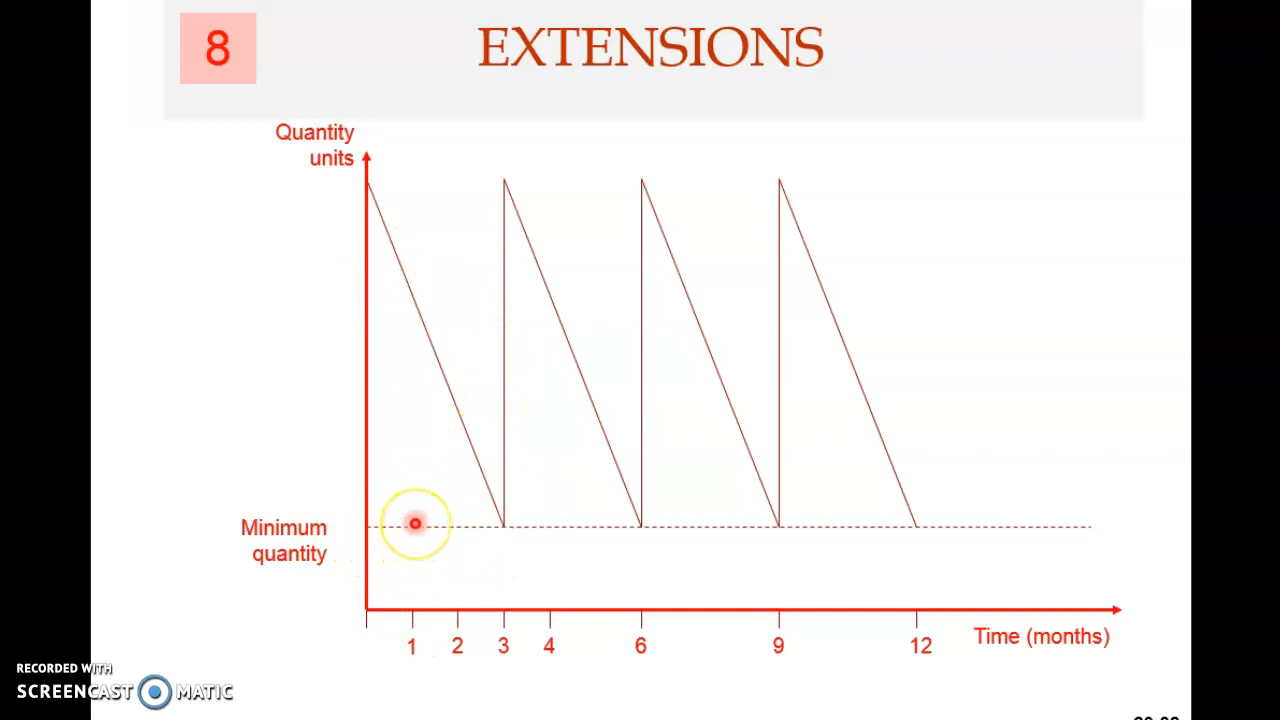 8
EXTENSIONS
Quantity
units
Minimum
quantity
1 2 3 4 6 9 12
Time (months)
RECORDED WITH
SCREENCAST MATIC